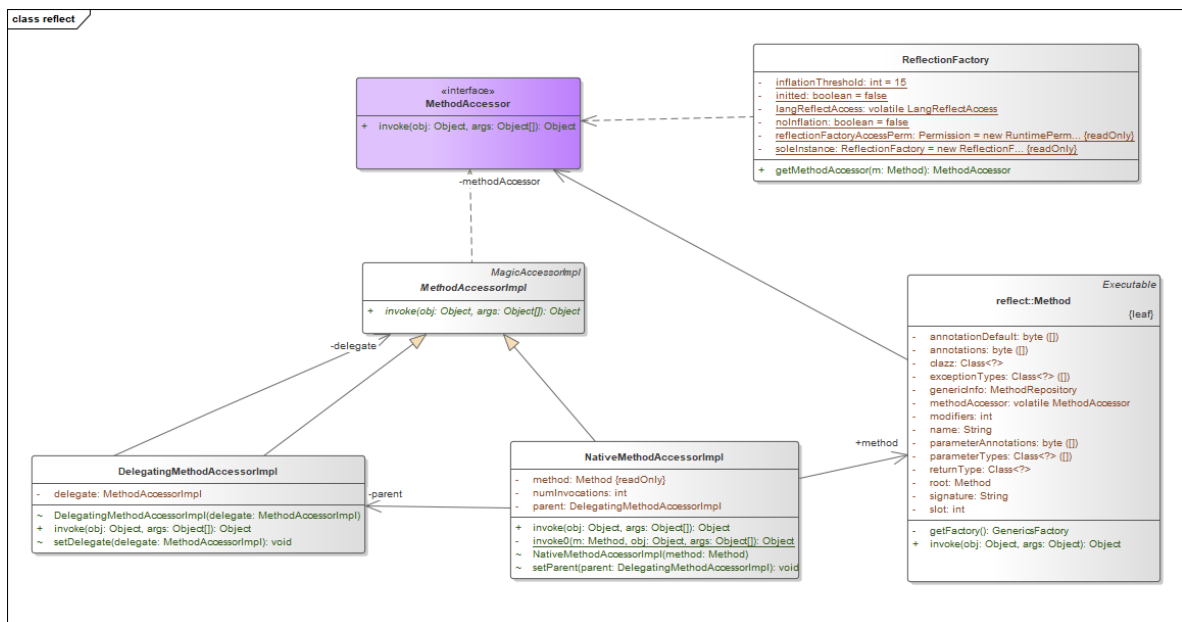 class reflect
«interface»
MethodAccessor
+ invoke(obj: Object, args: Object[]): Object
ReflectionFactory
- inflationThreshold: int = 15
- initted: boolean = false
- langReflectAccess: volatile LangReflectAccess
- noInflation: boolean = false
- reflectionFactoryAccessPerm: Permission = new RuntimePerm... {readOnly}
- soleInstance: ReflectionFactory = new ReflectionF... {readOnly}
+ getMethodAccessor(m: Method): MethodAccessor
-methodAccessor
MagicAccessorImpl
MethodAccessorImpl
+ invoke(obj: Object, args: Object[]): Object
-delegate
Executable
reflect::Method
{leaf}
- annotationDefault: byte ([])
- annotations: byte ([])
- clazz: Class<?>
- exceptionTypes: Class<?> ([])
- genericInfo: MethodRepository
- methodAccessor: volatile MethodAccessor
- modifiers: int
- name: String
- parameterAnnotations: byte ([])
- parameterTypes: Class<?> ([])
- returnType: Class<?>
- root: Method
- signature: String
- slot: int
- getFactory(): GenericsFactory
+ invoke(obj: Object, args: Object): Object
DelegatingMethodAccessorImpl
- delegate: MethodAccessorImpl
~ DelegatingMethodAccessorImpl(delegate: MethodAccessorImpl)
+ invoke(obj: Object, args: Object[]): Object
~ setDelegate(delegate: MethodAccessorImpl): void
-parent
NativeMethodAccessorImpl
- method: Method {readOnly}
- numInvocations: int
- parent: DelegatingMethodAccessorImpl
+ invoke(obj: Object, args: Object[]): Object
- invoke0(m: Method, obj: Object, args: Object[]): Object
~ NativeMethodAccessorImpl(method: Method)
~ setParent(parent: DelegatingMethodAccessorImpl): void
+method